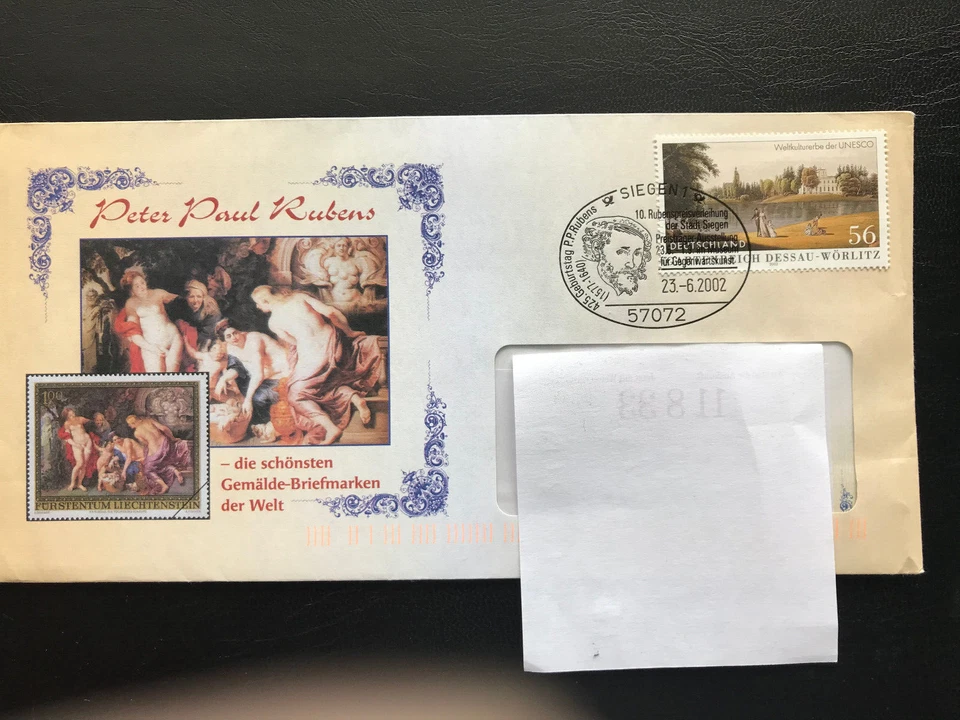 Peter Paul Rubens
100
FÜRSTENTUM LIECHTENSTEIN
– die schönsten
Gemälde-Briefmarken
der Welt
SIEGEN 1
425. Geburtstag P.P.Rubens
(1577-1640)
10. Rubenspreisverleihung
der Stadt Siegen
für Gegenwartskunst
23.-6.2002
57072
Weltkulturerbe der UNESCO
DEUTSCHLAND
56
DESSAU-WÖRLITZ